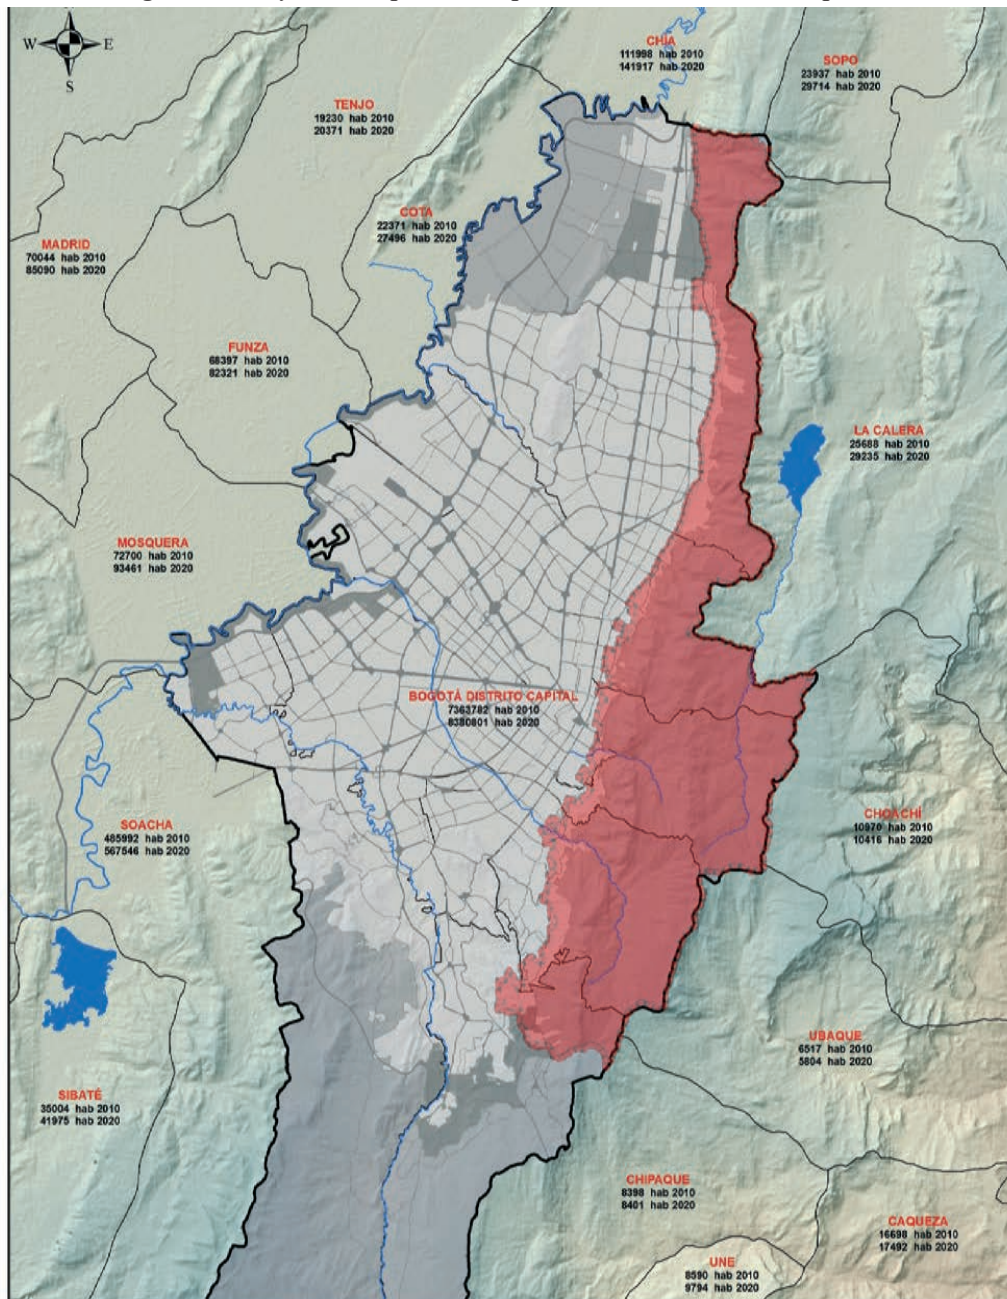 N
W E
S
CHÍA
111998 hab 2010
141917 hab 2020
SOPO
23937 hab 2010
29714 hab 2020
TENJO
19230 hab 2010
20371 hab 2020
COTA
22371 hab 2010
27496 hab 2020
MADRID
70044 hab 2010
85090 hab 2020
FUNZA
68397 hab 2010
82321 hab 2020
LA CALERA
25688 hab 2010
29235 hab 2020
MOSQUERA
72700 hab 2010
93461 hab 2020
BOGOTÁ DISTRITO CAPITAL
7363782 hab 2010
8380801 hab 2020
SOACHA
485992 hab 2010
567546 hab 2020
CHOACHÍ
10970 hab 2010
10416 hab 2020
UBAQUE
6517 hab 2010
5804 hab 2020
SIBATÉ
35004 hab 2010
41975 hab 2020
CHIPAQUE
8398 hab 2010
8401 hab 2020
CAQUEZA
16698 hab 2010
17492 hab 2020
UNE
8590 hab 2010
9794 hab 2020